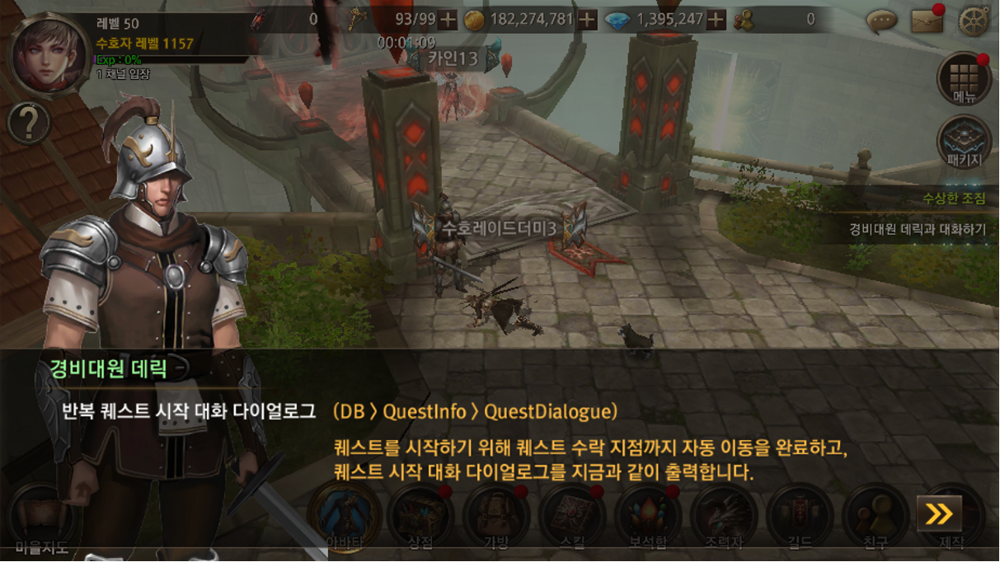 레벨 50
수호자 레벨 1157
Exp : 0%
1 채널 입장
0
93/99
182,274,781
1,395,247
0
00:01:09
카인13
메뉴
패키지
수상한 조짐
경비대원 데릭과 대화하기
수호레이드더미3
경비대원 데릭
반복 퀘스트 시작 대화 다이얼로그 (DB > QuestInfo > QuestDialogue)
퀘스트를 시작하기 위해 퀘스트 수락 지점까지 자동 이동을 완료하고,
퀘스트 시작 대화 다이얼로그를 지금과 같이 출력합니다.
마을지도 아바타 상점 가방 스킬 보석함 조력자 길드 친구 제작